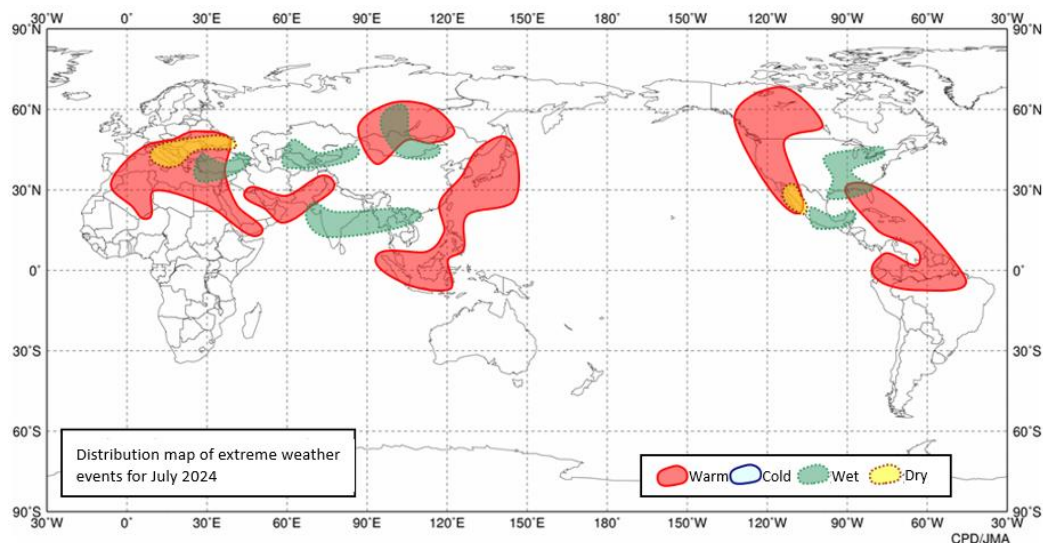 30°W 0° 30°E 60°E 90°E 120°E 150°E 180° 150°W 120°W 90°W 60°W 30°W
90°N 90°N
60°N 60°N
30°N 30°N
0° 0°
30°S 30°S
60°S 60°S
Distribution map of extreme weather
events for July 2024
Warm Cold Wet Dry
90°S 90°S
30°W 0° 30°E 60°E 90°E 120°E 150°E 180° 150°W 120°W 90°W 60°W 30°W
CPD/JMA